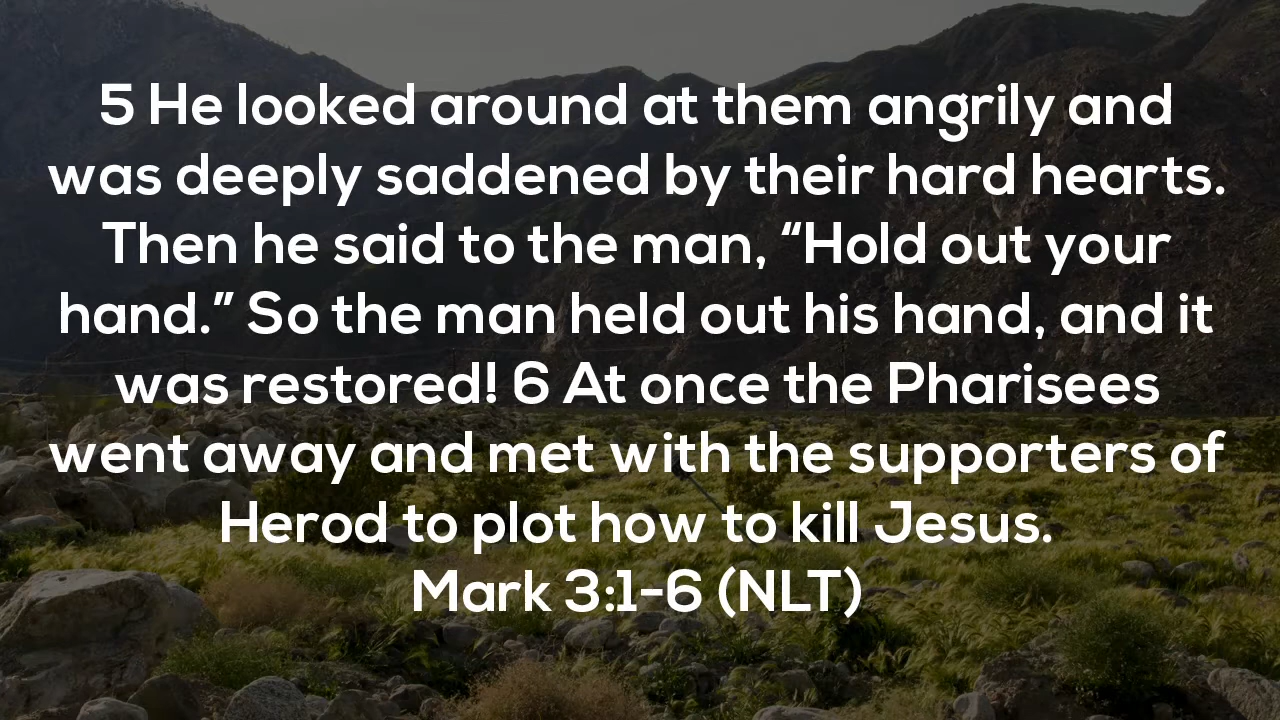 5 He looked around at them angrily and
was deeply saddened by their hard hearts.
Then he said to the man, “Hold out your
hand.” So the man held out his hand, and it
was restored! 6 At once the Pharisees
went away and met with the supporters of
Herod to plot how to kill Jesus.
Mark 3:1-6 (NLT)